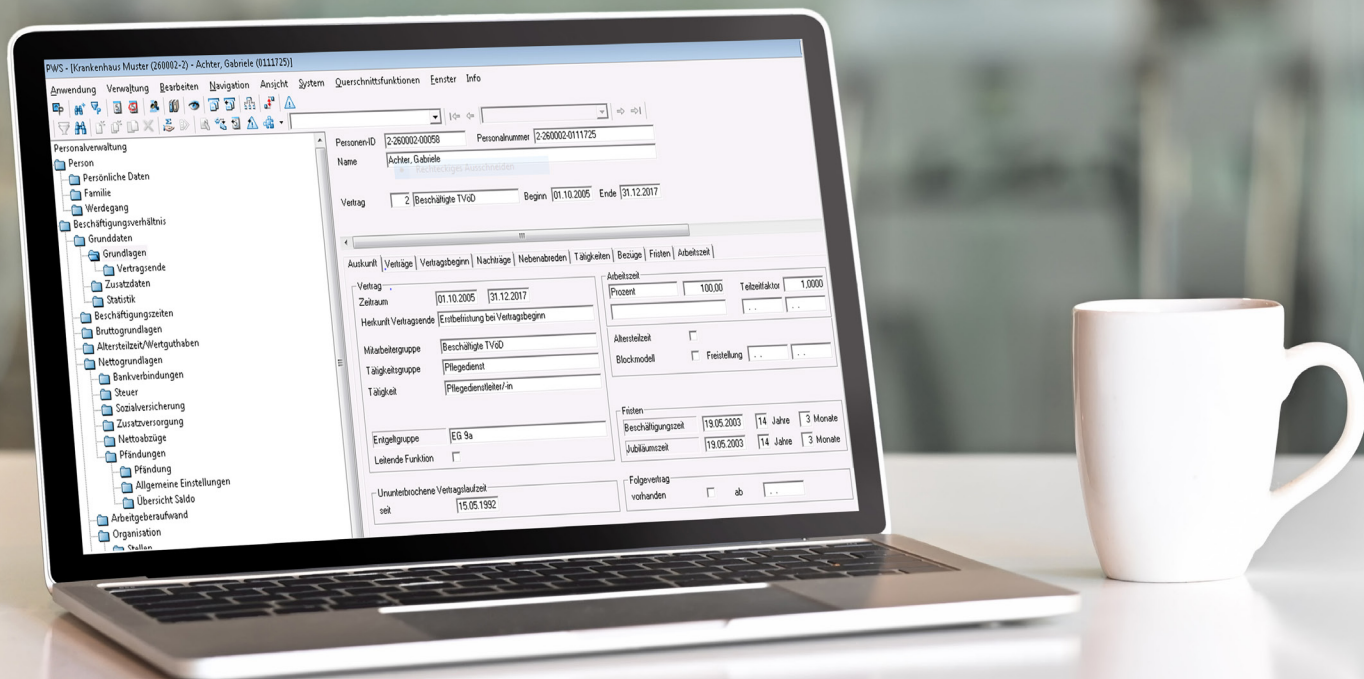 PWS - [Krankenhaus Muster (260002-2) - Achter, Gabriele (0111725)]
Anwendung Verwaltung Bearbeiten Navigation Ansicht System Querschnittsfunktionen Fenster Info
Personalverwaltung
Person
Persönliche Daten
Familie
Werdegang
Beschäftigungsverhältnis
Grunddaten
Grundlagen
Vertragsende
Zusatzdaten
Statistik
Beschäftigungszeiten
Bruttogrundlagen
Altersteilzeit/Wertguthaben
Nettogrundlagen
Bankverbindungen
Steuer
Sozialversicherung
Zusatzversorgung
Nettoabzüge
Pfändungen
Pfändung
Allgemeine Einstellungen
Übersicht Saldo
Arbeitgeberaufwand
Organisation
Stellen
Personen-ID 2-260002-00058 Personalnummer 2-260002-0111725
Name Achter, Gabriele
Rechteckiges Ausschneiden
Vertrag 2 Beschäftigte TVöD Beginn 01.10.2005 Ende 31.12.2017
Auskunft Verträge Vertragsbeginn Nachträge Nebenabreden Tätigkeiten Bezüge Fristen Arbeitszeit
Vertrag
Zeitraum 01.10.2005 31.12.2017
Herkunft Vertragsende Erstbefristung bei Vertragsbeginn
Mitarbeitergruppe Beschäftigte TVöD
Tätigkeitsgruppe Pflegedienst
Tätigkeit Pflegedienstleiter/-in
Entgeltgruppe EG 9a
Leitende Funktion
Ununterbrochene Vertragslaufzeit
seit 15.05.1992
Arbeitszeit
Prozent 100,00 Teilzeitfaktor 1,0000
. . . .
Altersteilzeit
Blockmodell Freistellung . . . .
Fristen
Beschäftigungszeit 19.05.2003 14 Jahre 3 Monate
Jubiläumszeit 19.05.2003 14 Jahre 3 Monate
Folgevertrag
vorhanden ab . .